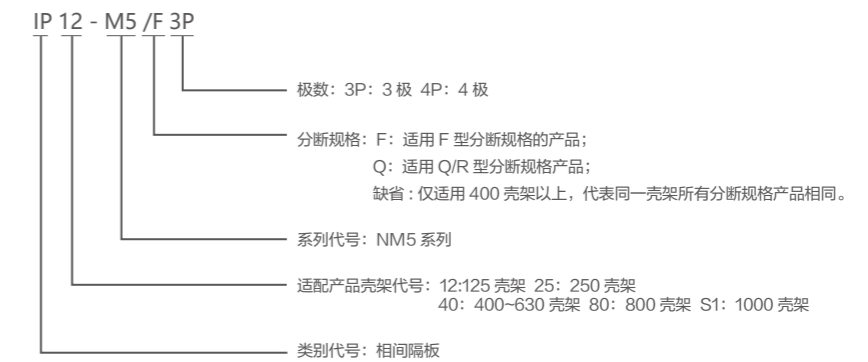 IP 12 - M5 /F 3P
极数：3P：3 极 4P：4 极
分断规格：F：适用 F 型分断规格的产品；
Q：适用 Q/R 型分断规格产品；
缺省 : 仅适用 400 壳架以上，代表同一壳架所有分断规格产品相同。
系列代号：NM5 系列
适配产品壳架代号：12:125 壳架 25：250 壳架
40：400~630 壳架 80：800 壳架 S1：1000 壳架
类别代号：相间隔板